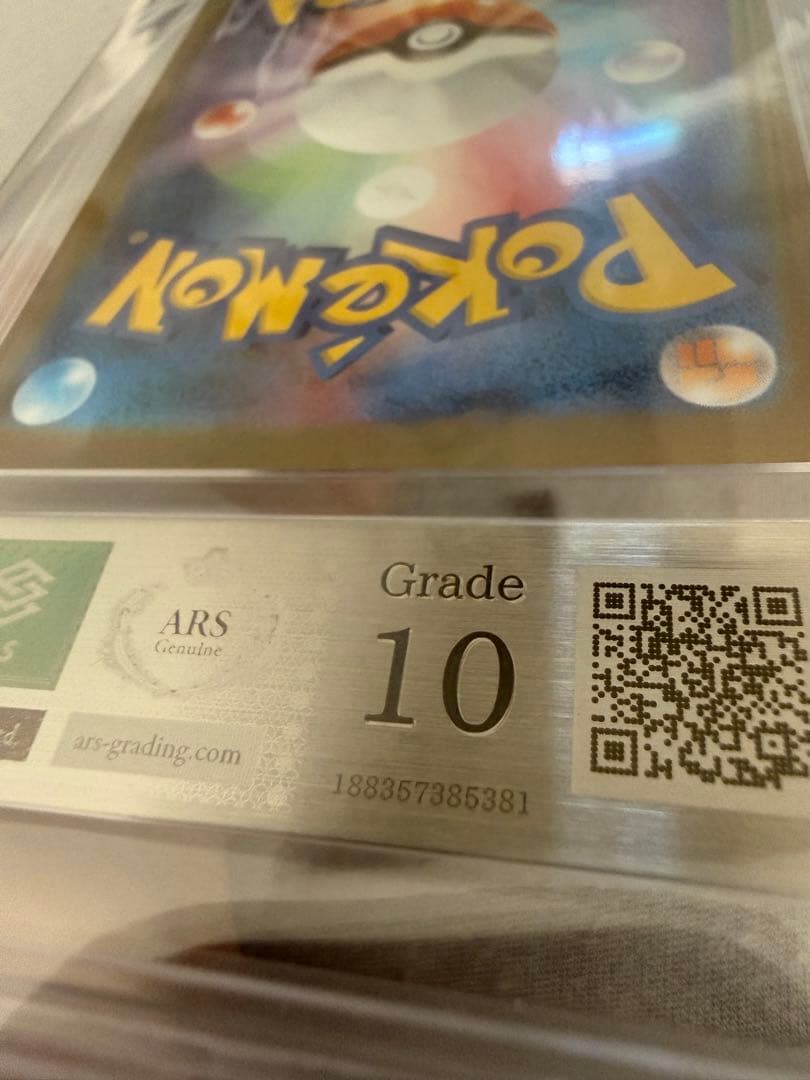 POKéMON
Grade
10
188357385381
ARS
Genuine
ars-grading.com
s
d.